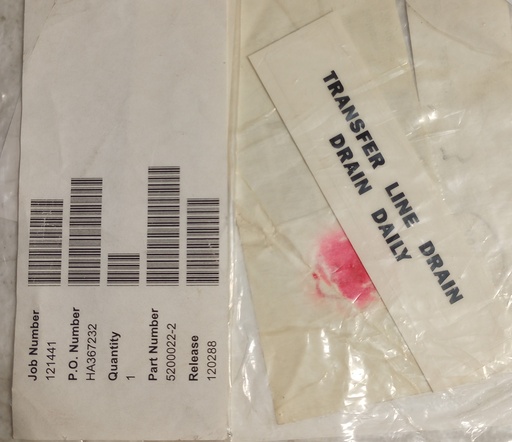 Job Number
121441
P.O. Number
HA367232
Quantity
1
Part Number
5200022-2
Release
120288
TRANSFER LINE DRAIN
DRAIN DAILY